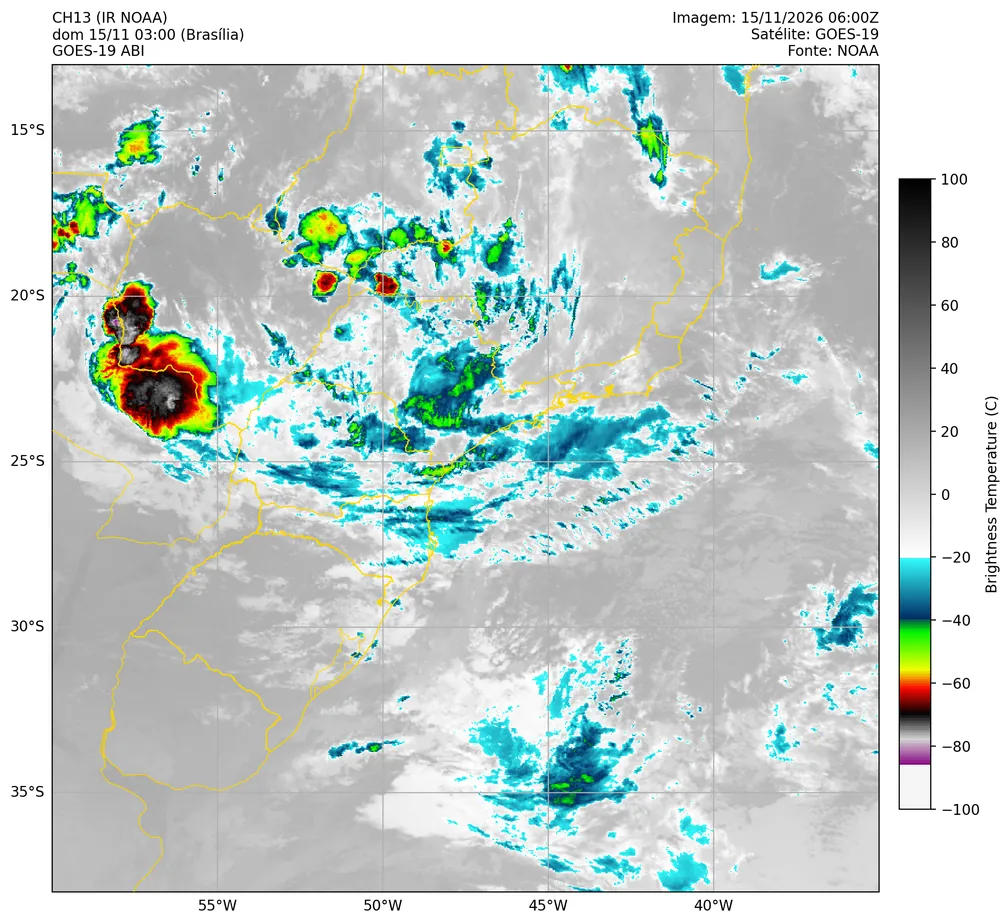 CH13 (IR NOAA)
dom 15/11 03:00 (Brasília)
GOES-19 ABI
Imagem: 15/11/2026 06:00Z
Satélite: GOES-19
Fonte: NOAA
15°S
20°S
25°S
30°S
35°S
55°W
50°W
45°W
40°W
100
80
60
40
20
0
−20
−40
−60
−80
−100
Brightness Temperature (C)